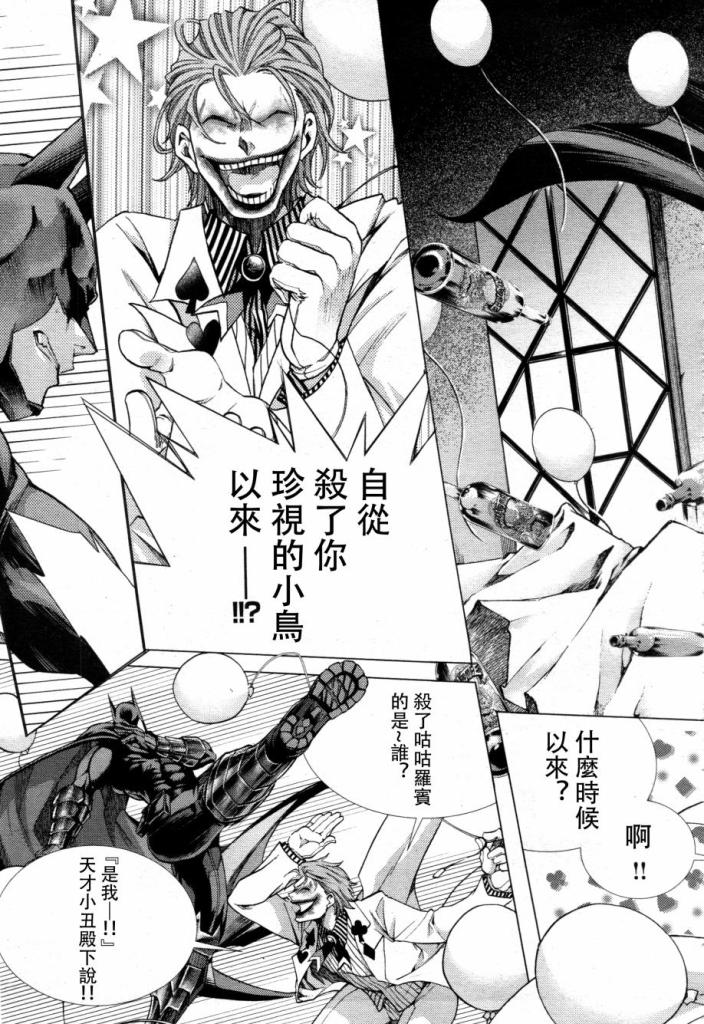 自從
殺了你
珍視的小鳥
以來——!!?
啊!!
什麼時候
以來？
殺了咕咕羅賓
的是~誰？
『是我—!!』
天才小丑殿下說!!